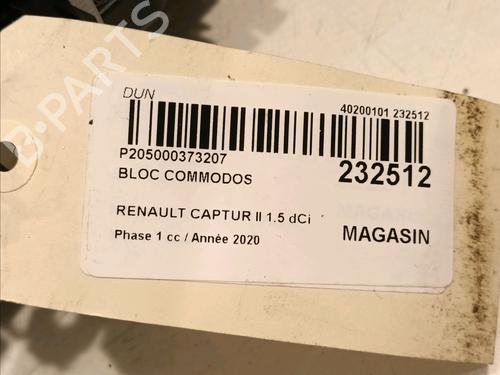 DUN
40200101 232512
P205000373207
232512
BLOC COMMODOS
RENAULT CAPTUR II 1.5 dCi
MAGASIN
Phase 1 cc / Année 2020
B-PARTS